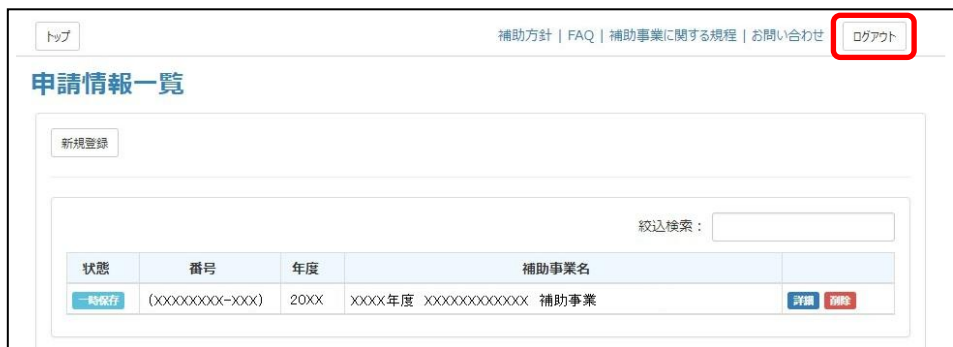 トップ 補助方針 | FAQ | 補助事業に関する規程 | お問い合わせ ログアウト
申請情報一覧
新規登録
絞込検索：
状態 番号 年度 補助事業名
一時保存 (XXXXXXXX-XXX) 20XX XXXX年度 XXXXXXXXXXXX 補助事業 詳細 削除